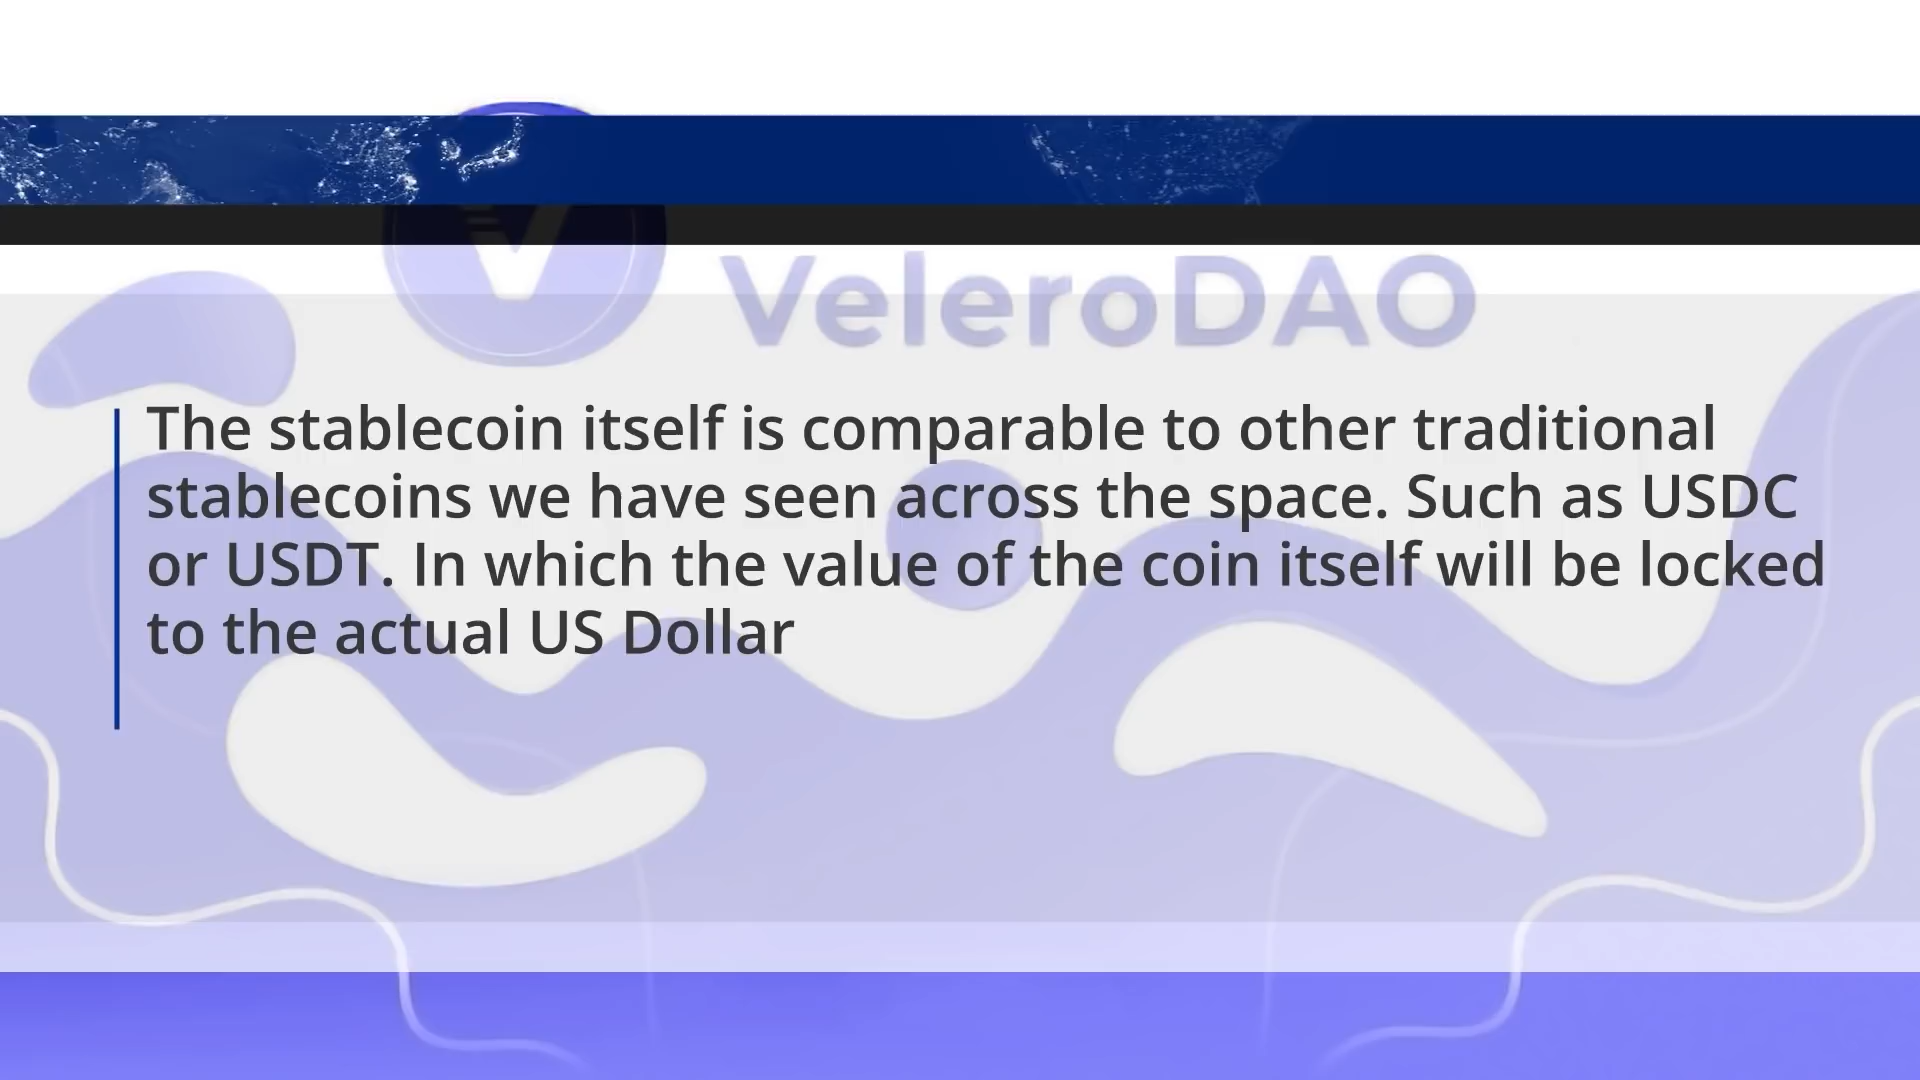 VeleroDAO
The stablecoin itself is comparable to other traditional
stablecoins we have seen across the space. Such as USDC
or USDT. In which the value of the coin itself will be locked
to the actual US Dollar